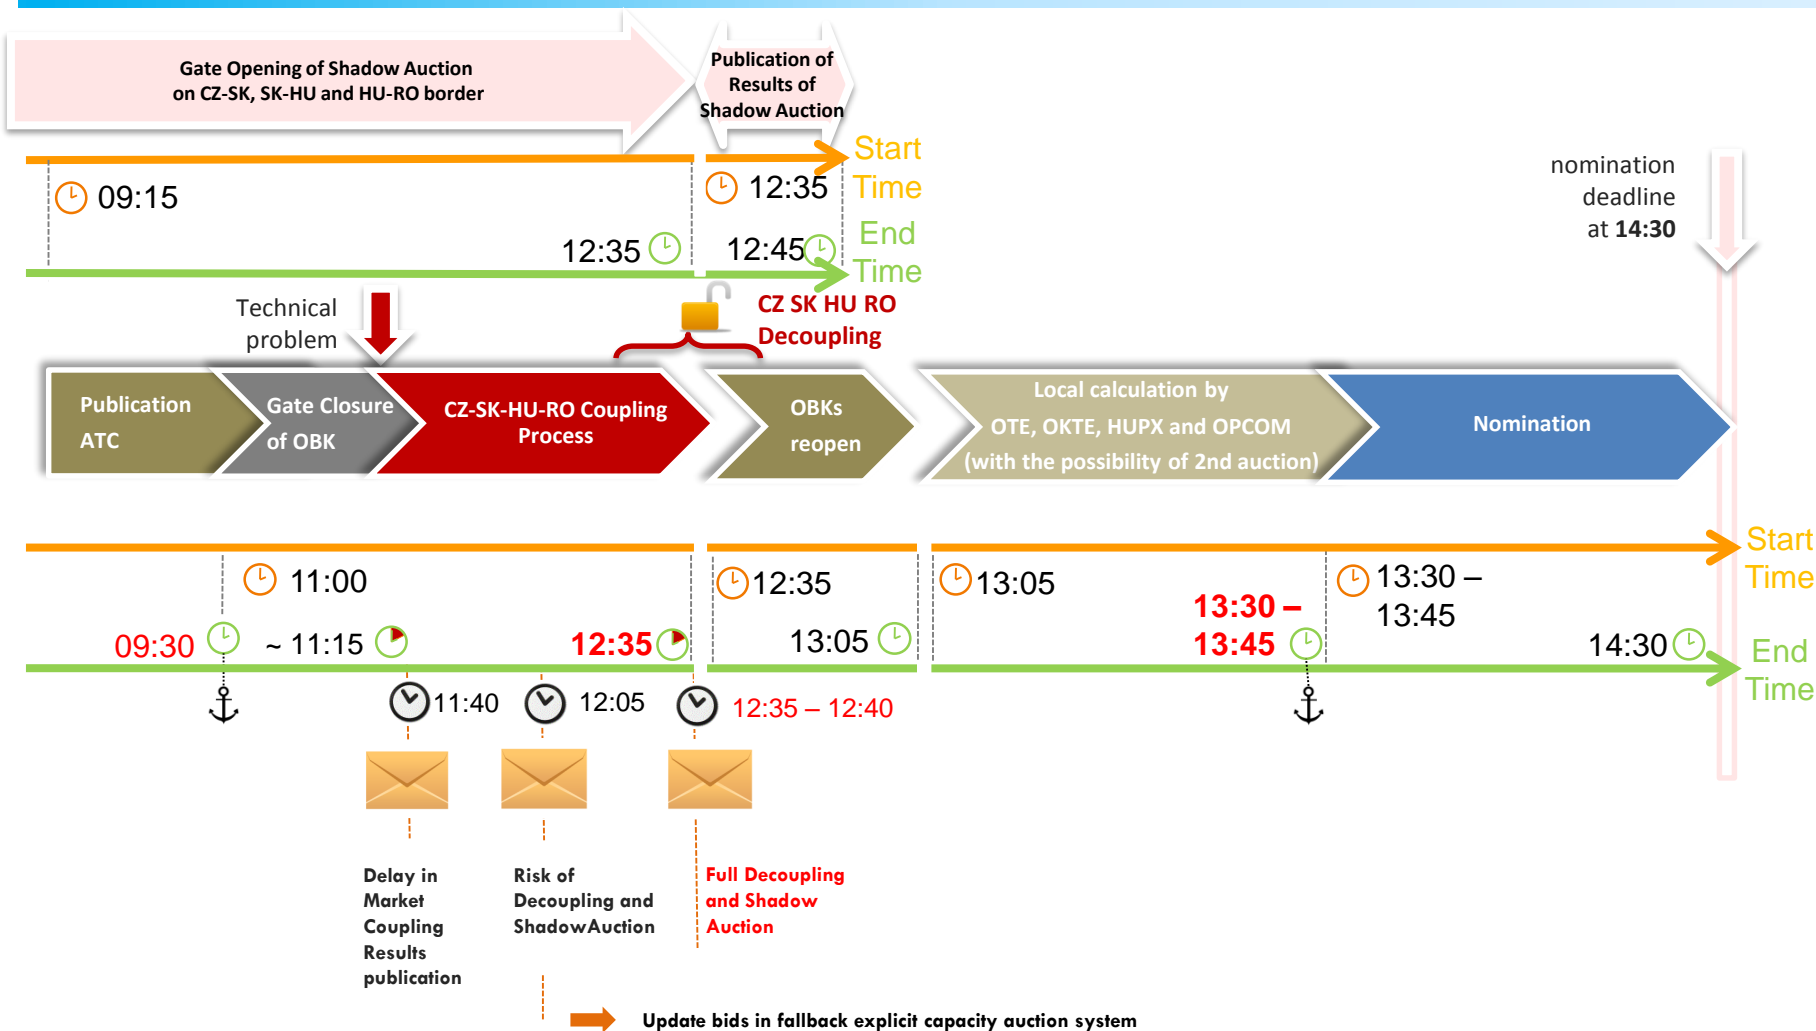 Gate Opening of Shadow Auction
on CZ-SK, SK-HU and HU-RO border
Publication of
Results of
Shadow Auction
Start
Time
09:15
12:35
nomination
deadline
at 14:30
12:35
12:45
End
Time
Technical
problem
CZ SK HU RO
Decoupling
Publication
ATC
Gate Closure
of OBK
CZ-SK-HU-RO Coupling
Process
OBKs
reopen
Local calculation by
OTE, OKTE, HUPX and OPCOM
(with the possibility of 2nd auction)
Nomination
Start
Time
11:00
12:35
13:05
13:30 –
13:45
09:30
~ 11:15
12:35
13:05
13:30 –
13:45
14:30
End
Time
11:40
12:05
12:35 – 12:40
Delay in
Market
Coupling
Results
publication
Risk of
Decoupling and
ShadowAuction
Full Decoupling
and Shadow
Auction
Update bids in fallback explicit capacity auction system